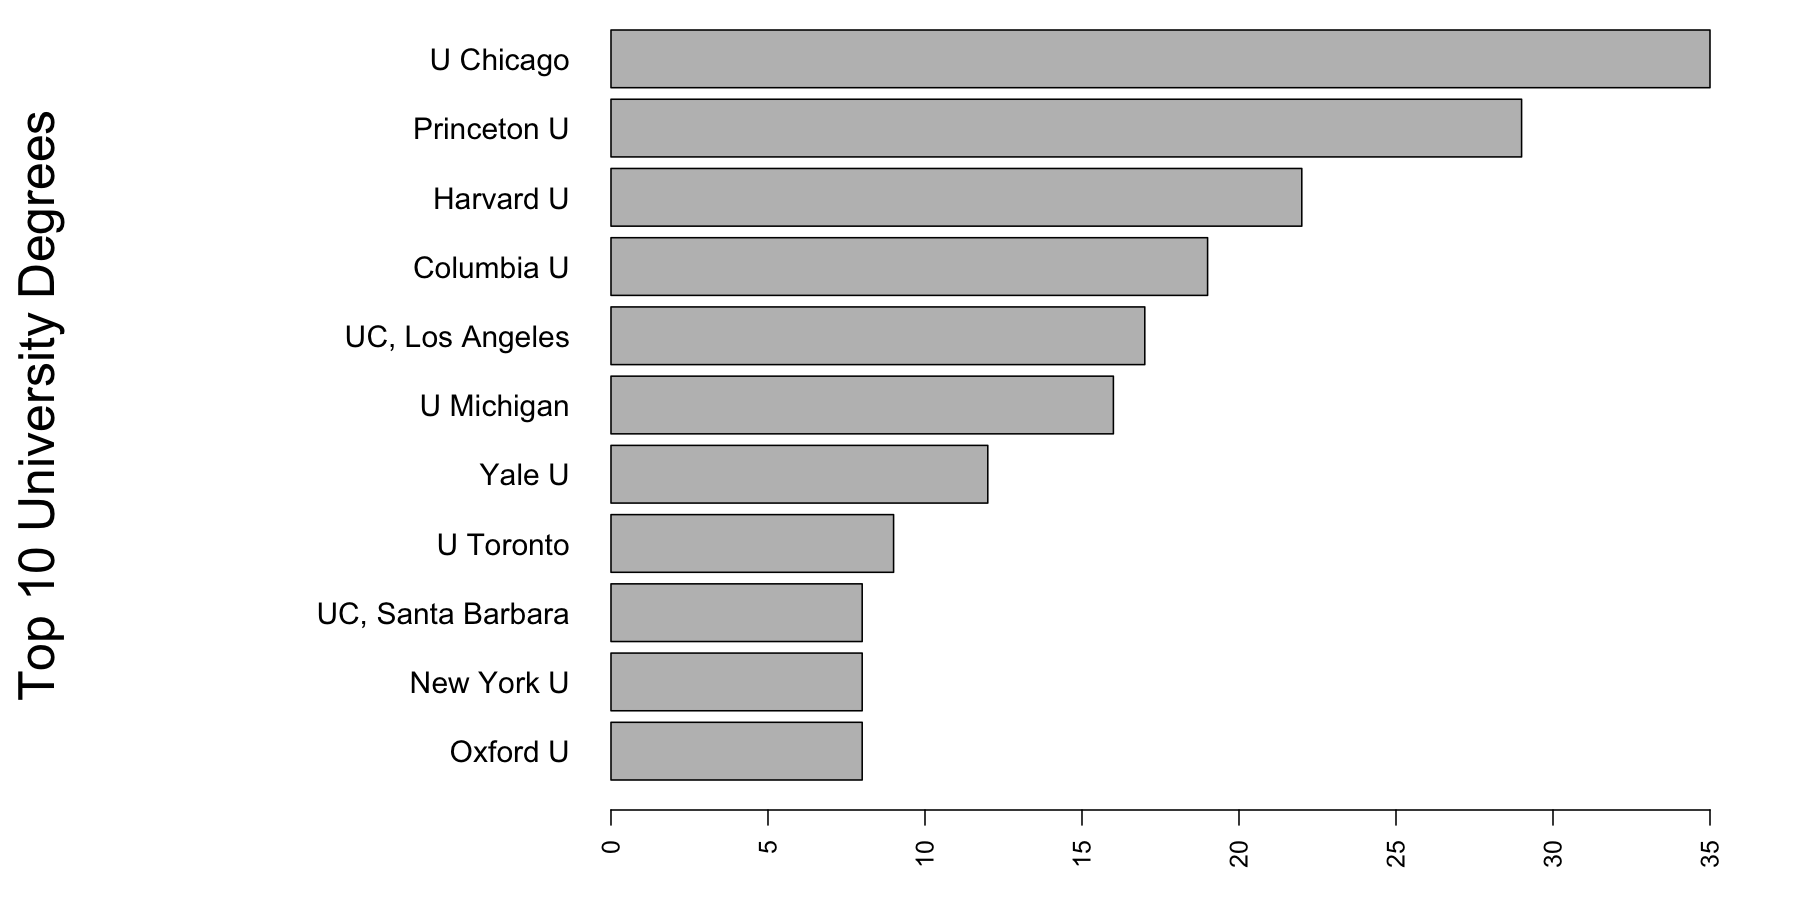 Top 10 University Degrees
U Chicago
Princeton U
Harvard U
Columbia U
UC, Los Angeles
U Michigan
Yale U
U Toronto
UC, Santa Barbara
New York U
Oxford U
0 5 10 15 20 25 30 35